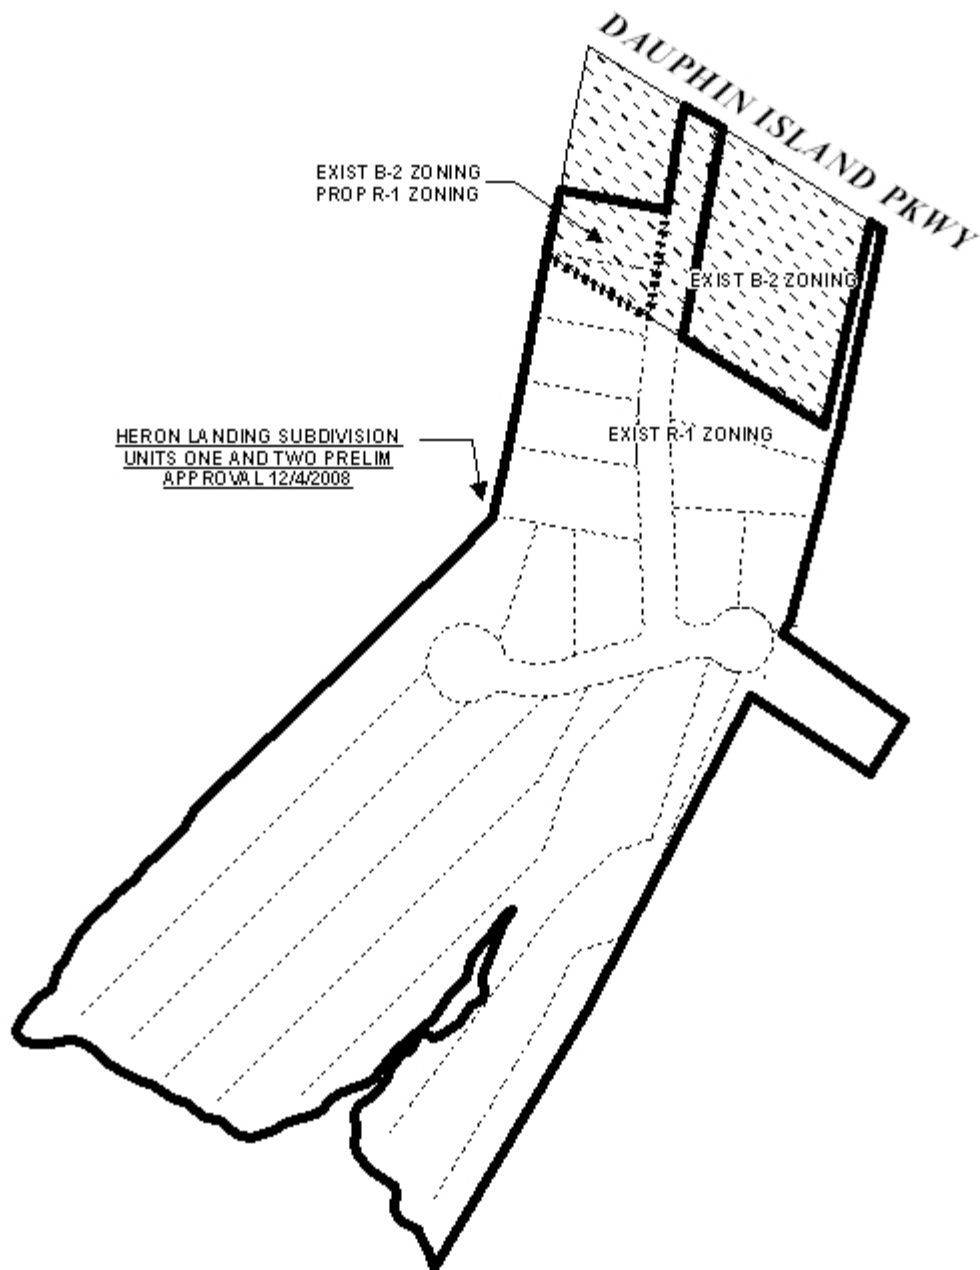 DAUPHIN ISLAND PKWY
EXIST B-2 ZONING
PROP R-1 ZONING
EXIST B-2 ZONING
EXIST R-1 ZONING
HERON LANDING SUBDIVISION
UNITS ONE AND TWO PRELIM
APPROVAL 12/4/2008